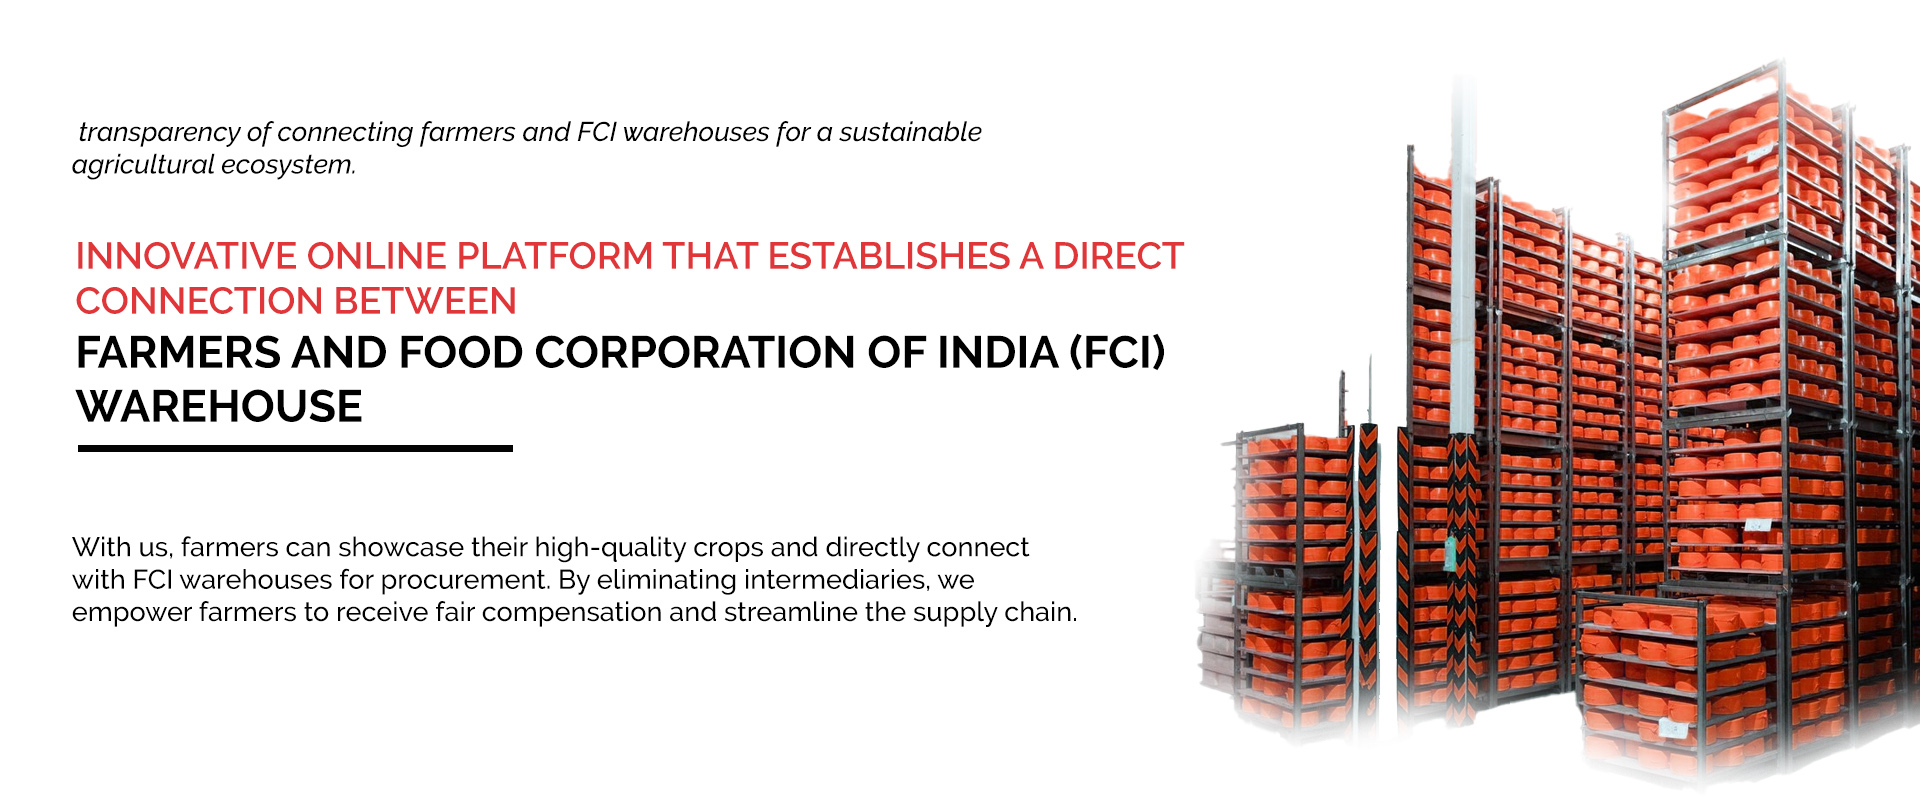 transparency of connecting farmers and FCI warehouses for a sustainable
agricultural ecosystem.
INNOVATIVE ONLINE PLATFORM THAT ESTABLISHES A DIRECT
CONNECTION BETWEEN
FARMERS AND FOOD CORPORATION OF INDIA (FCI)
WAREHOUSE
With us, farmers can showcase their high-quality crops and directly connect
with FCI warehouses for procurement. By eliminating intermediaries, we
empower farmers to receive fair compensation and streamline the supply chain.